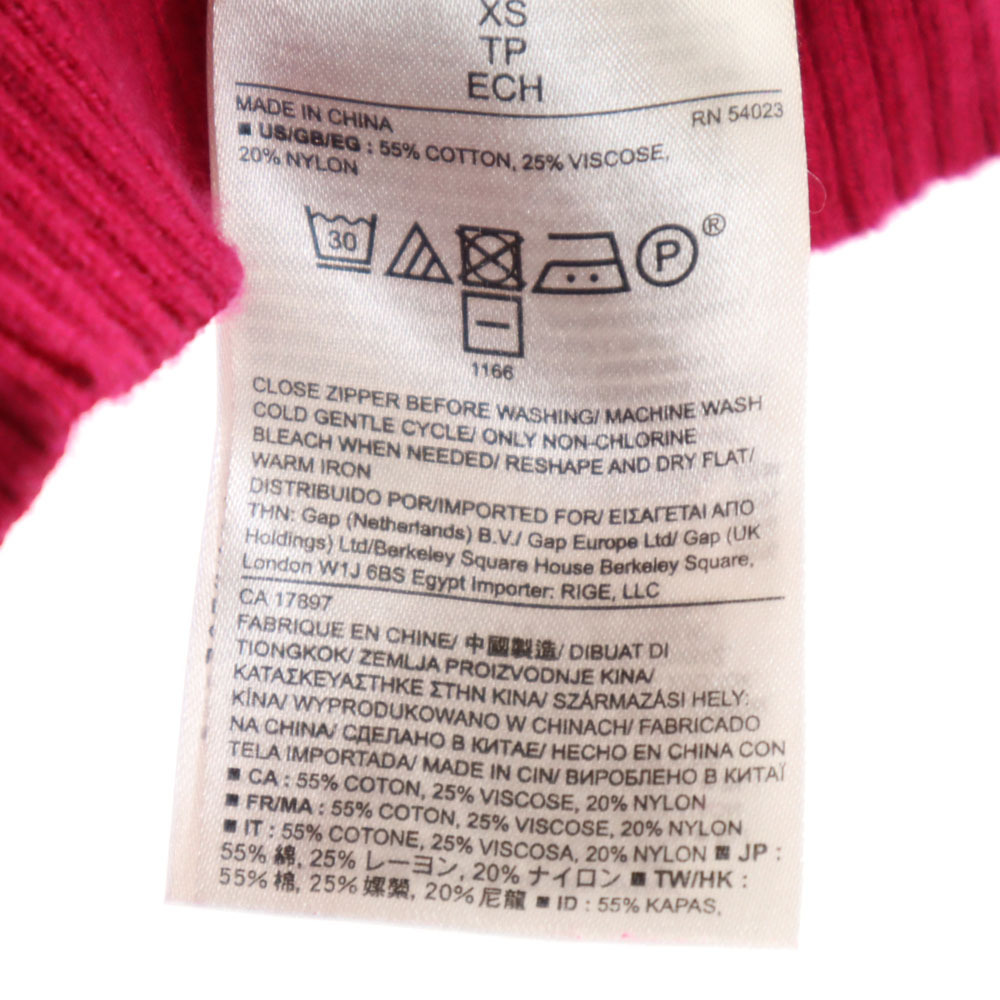 XS
TP
ECH
MADE IN CHINA
RN 54023
■ US/GB/EG : 55% COTTON, 25% VISCOSE,
20% NYLON
30
P
®
1166
CLOSE ZIPPER BEFORE WASHING/ MACHINE WASH
COLD GENTLE CYCLE/ ONLY NON-CHLORINE
BLEACH WHEN NEEDED/ RESHAPE AND DRY FLAT/
WARM IRON
DISTRIBUIDO POR/IMPORTED FOR/ ΕΙΣΑΓΕΤΑΙ ΑΠΟ
ΤΗΝ: Gap (Netherlands) B.V./ Gap Europe Ltd/ Gap (UK
Holdings) Ltd/Berkeley Square House Berkeley Square,
London W1J 6BS Egypt Importer: RIGE, LLC
CA 17897
FABRIQUE EN CHINE/ 中國製造/ DIBUAT DI
TIONGKOK/ ZEMLJA PROIZVODNJE KINA/
ΚΑΤΑΣΚΕΥΑΣΤΗΚΕ ΣΤΗΝ ΚΙΝΑ/ SZÁRMAZÁSI HELY:
KÍNA/ WYPRODUKOWANO W CHINACH/ FABRICADO
NA CHINA/ СДЕЛАНО В КИТАЕ/ HECHO EN CHINA CON
TELA IMPORTADA/ MADE IN CIN/ ВИРОБЛЕНО В КИТАЇ
■ CA : 55% COTON, 25% VISCOSE, 20% NYLON
■ FR/MA : 55% COTON, 25% VISCOSE, 20% NYLON
■ IT : 55% COTONE, 25% VISCOSA, 20% NYLON ■ JP :
55% 綿, 25% レーヨン, 20% ナイロン ■ TW/HK :
55% 棉, 25% 嫘縈, 20% 尼龍 ■ ID : 55% KAPAS,